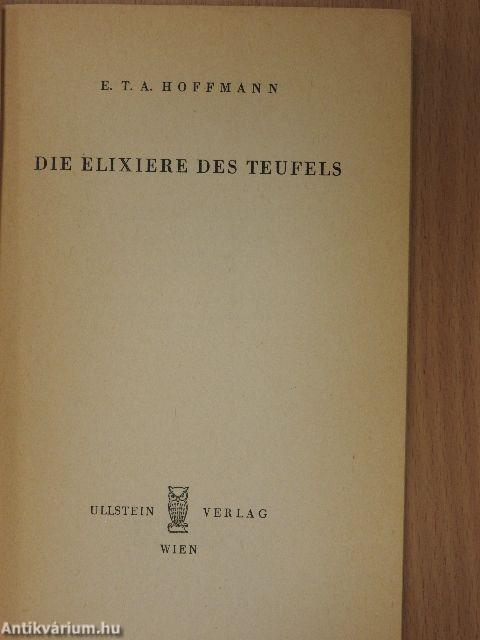 E. T. A. HOFFMANN
DIE ELIXIERE DES TEUFELS
ULLSTEIN VERLAG
WIEN
Antikvárium.hu